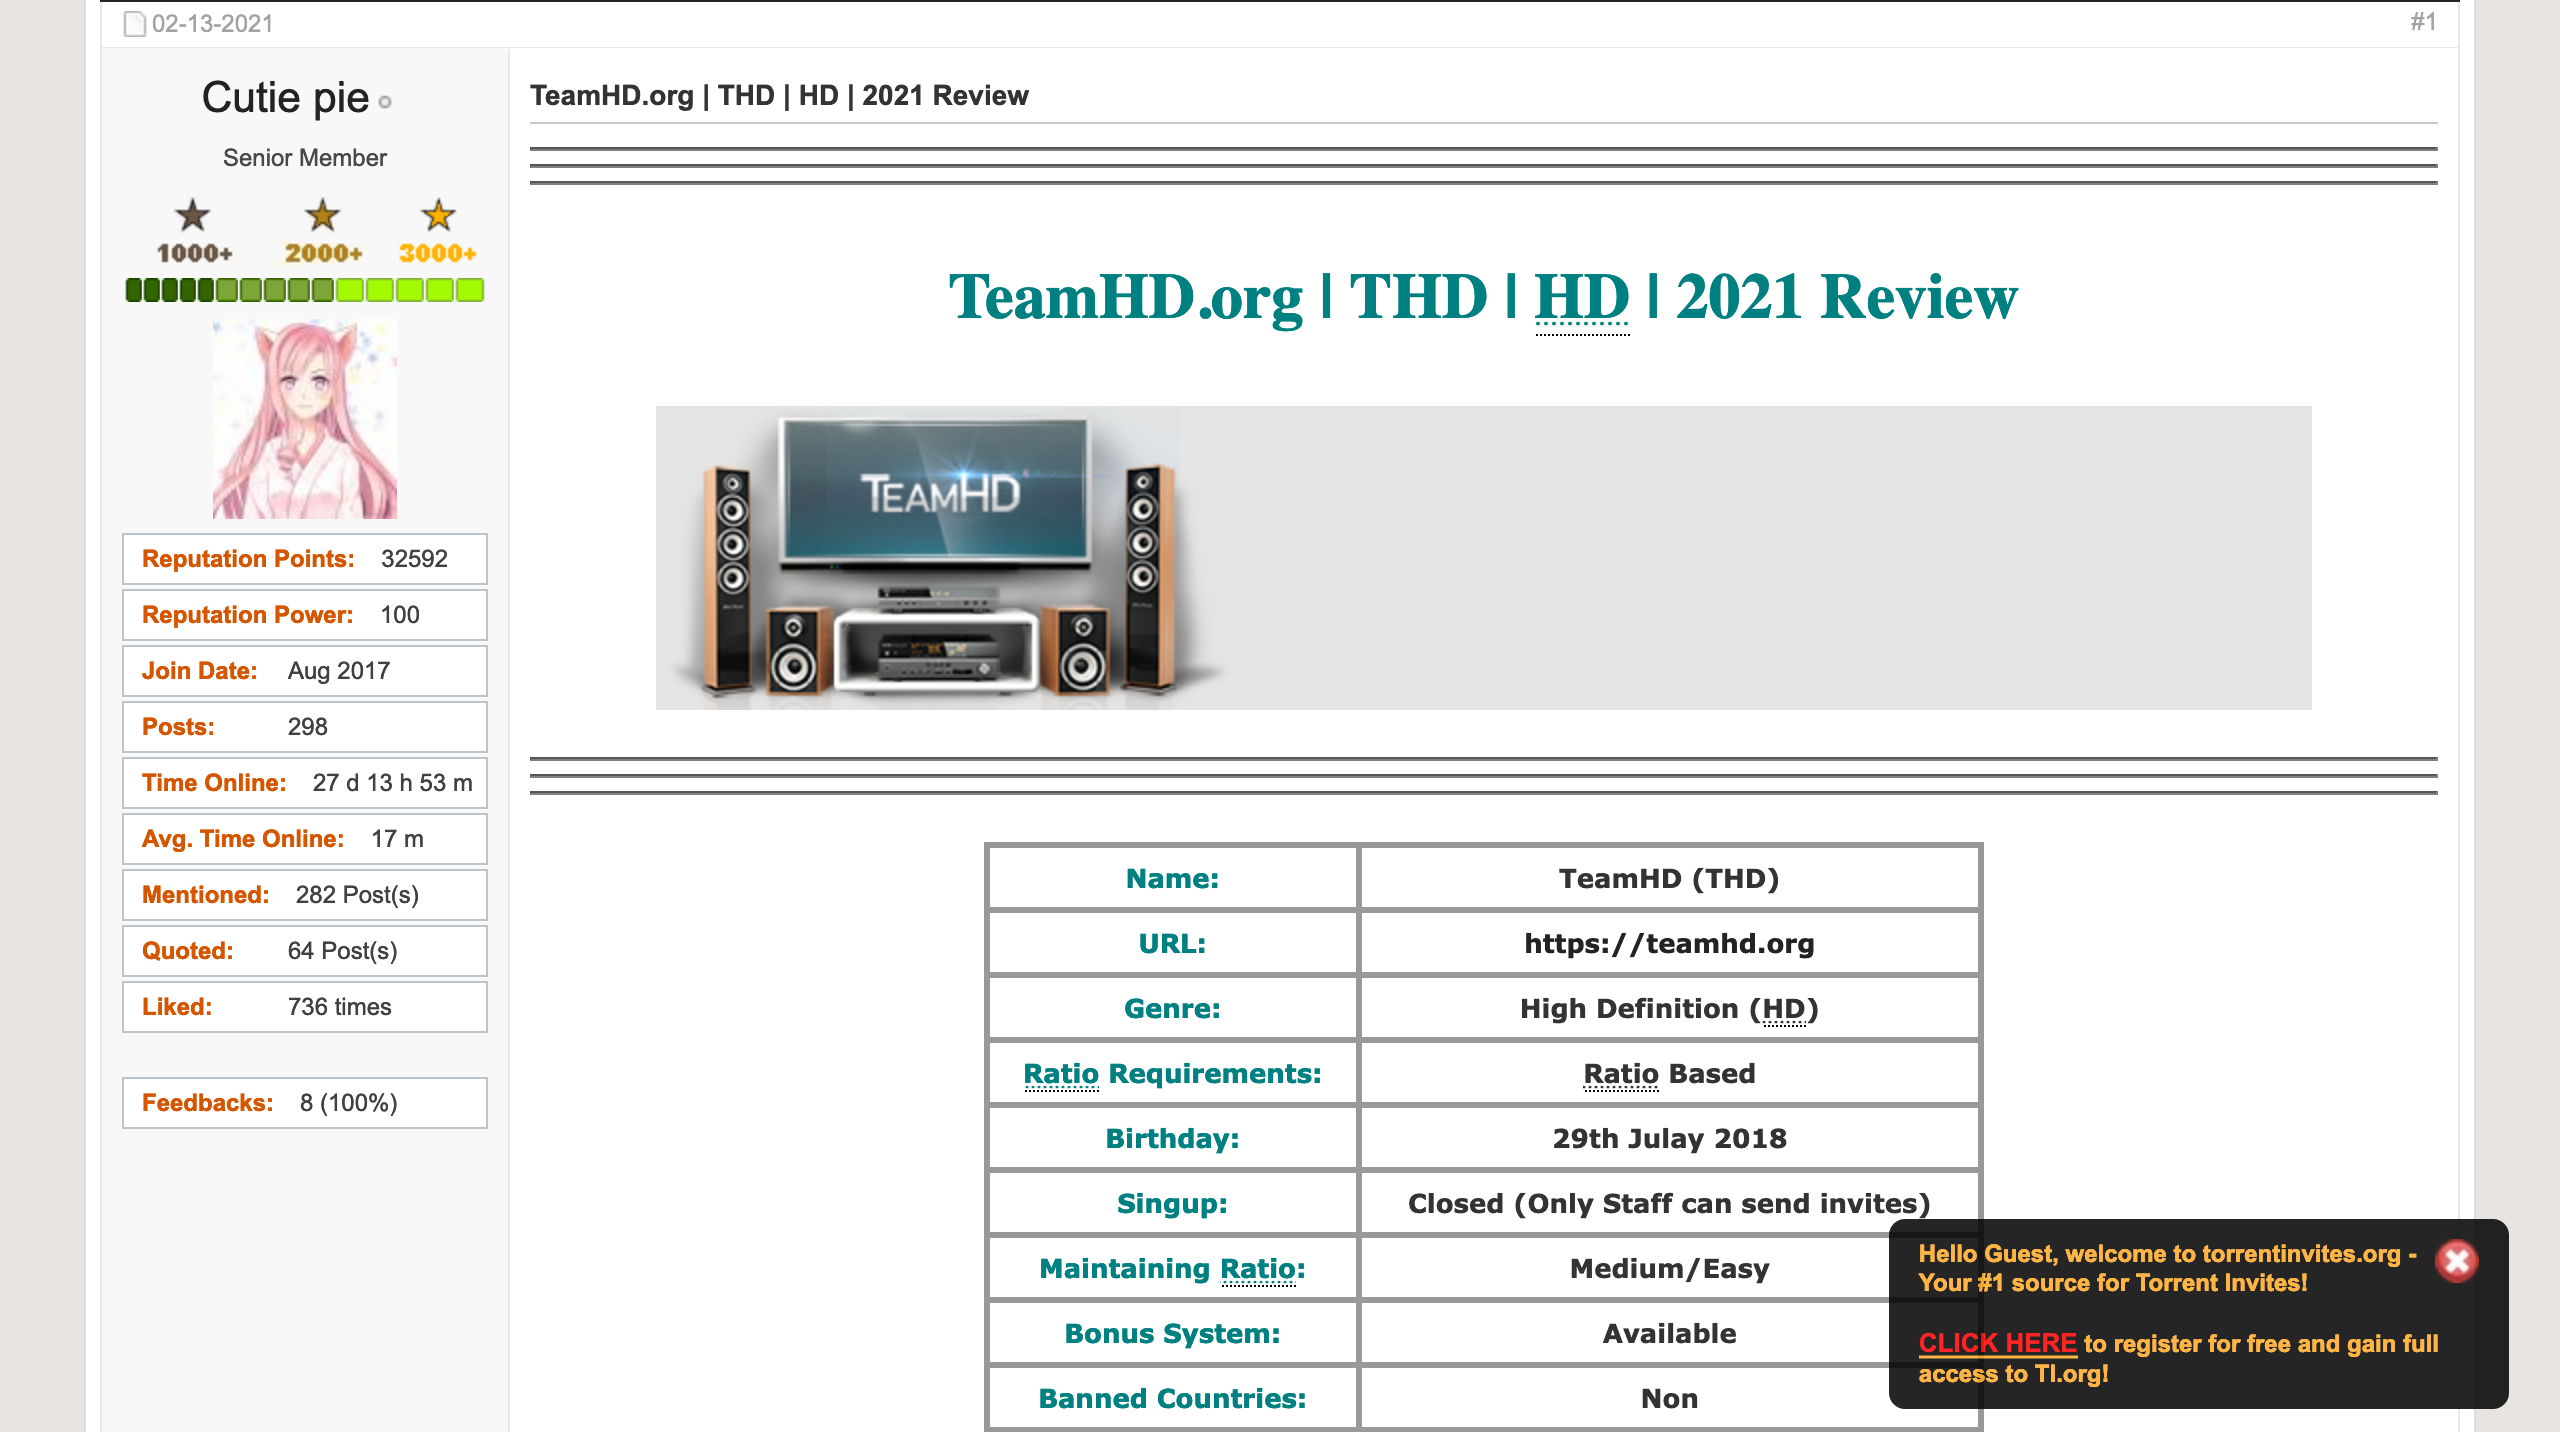 02-13-2021
#1
Cutie pie
Senior Member
1000+ 2000+ 3000+
Reputation Points: 32592
Reputation Power: 100
Join Date: Aug 2017
Posts: 298
Time Online: 27 d 13 h 53 m
Avg. Time Online: 17 m
Mentioned: 282 Post(s)
Quoted: 64 Post(s)
Liked: 736 times
Feedbacks: 8 (100%)
TeamHD.org | THD | HD | 2021 Review
TeamHD.org | THD | HD | 2021 Review
TEAMHD
Name: TeamHD (THD)
URL: https://teamhd.org
Genre: High Definition (HD)
Ratio Requirements: Ratio Based
Birthday: 29th Julay 2018
Singup: Closed (Only Staff can send invites)
Maintaining Ratio: Medium/Easy
Bonus System: Available
Banned Countries: Non
Hello Guest, welcome to torrentinvites.org -
Your #1 source for Torrent Invites!
CLICK HERE to register for free and gain full
access to TI.org!